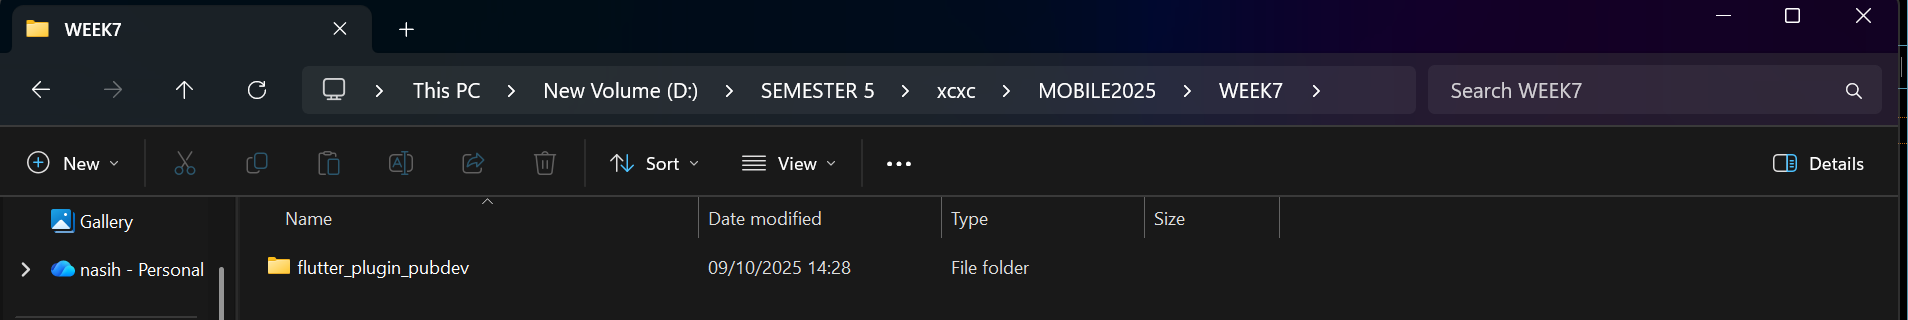 WEEK7
This PC > New Volume (D:) > SEMESTER 5 > xcxc > MOBILE2025 > WEEK7 >
Search WEEK7
New
Sort
View
Details
Gallery
nasih - Personal
Name Date modified Type Size
flutter_plugin_pubdev 09/10/2025 14:28 File folder